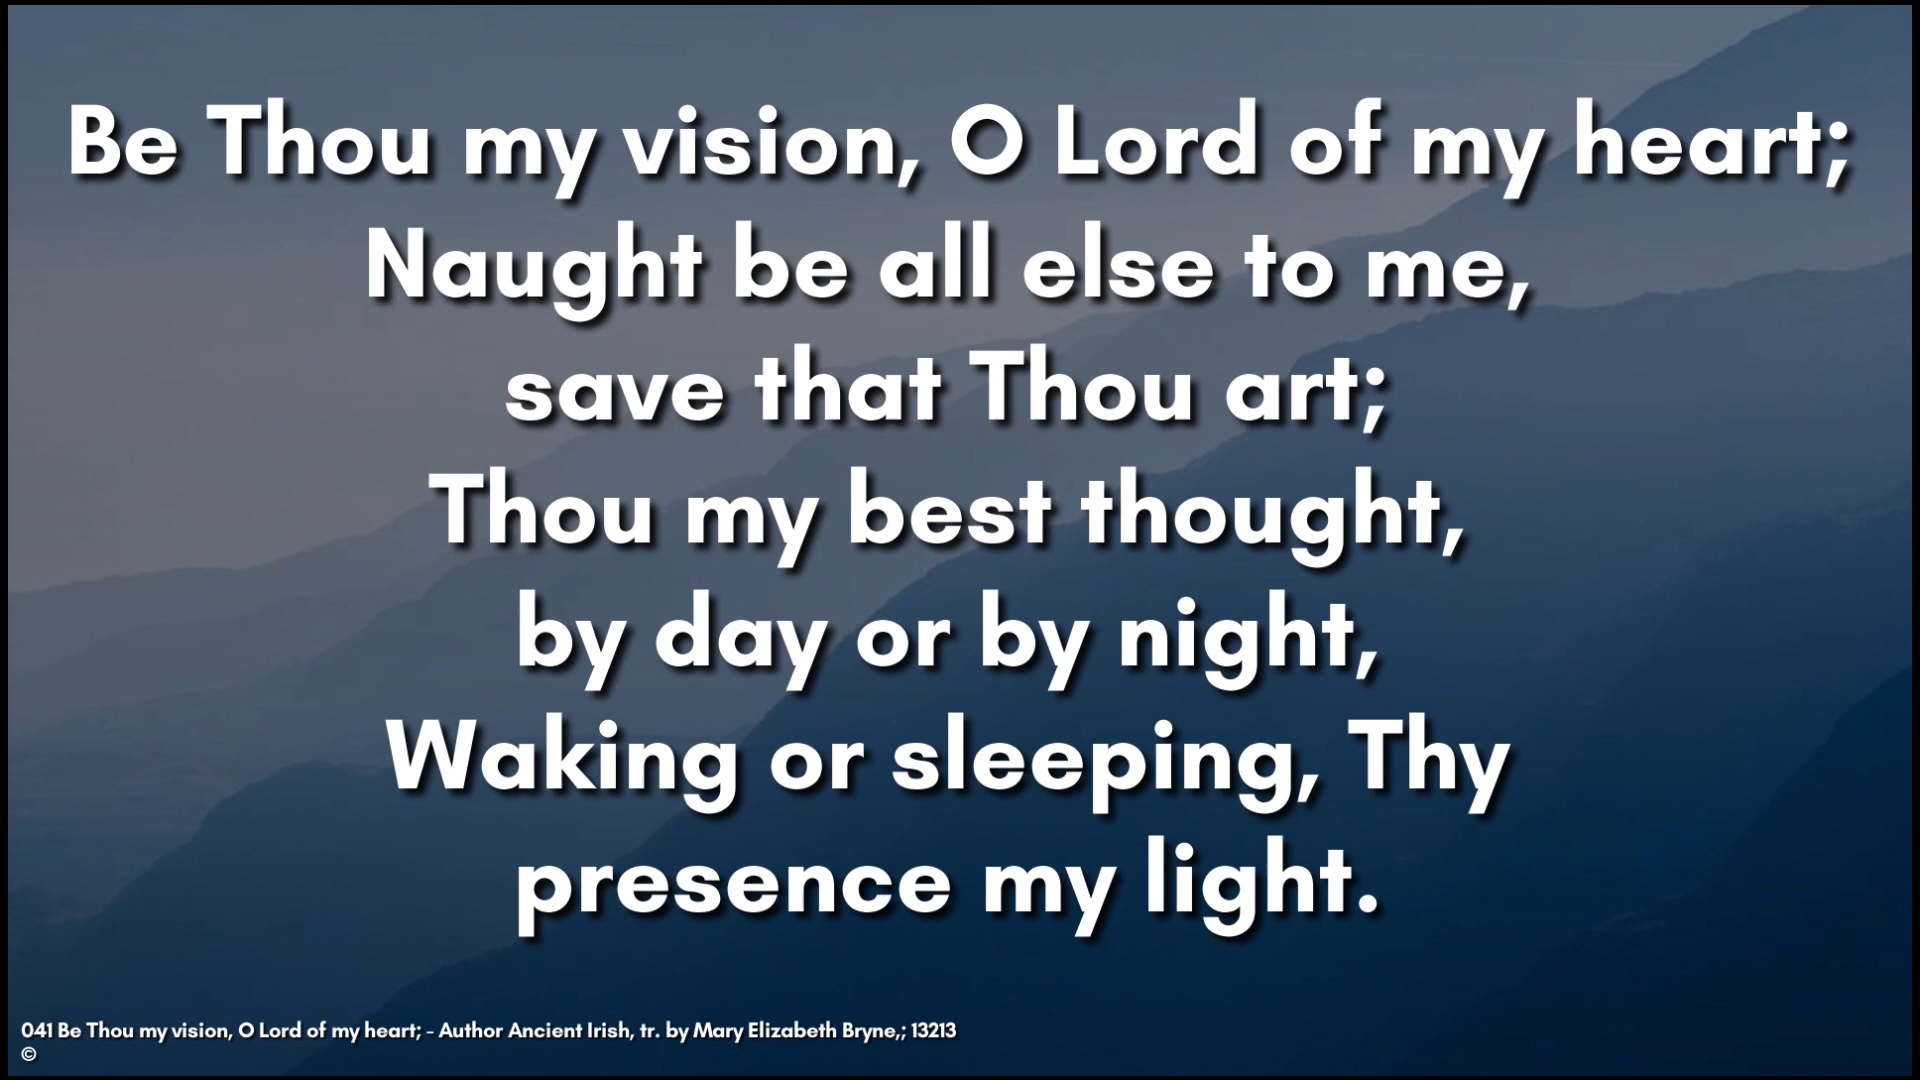 Be Thou my vision, O Lord of my heart;
Naught be all else to me,
save that Thou art;
Thou my best thought,
by day or by night,
Waking or sleeping, Thy
presence my light.
041 Be Thou my vision, O Lord of my heart; - Author Ancient Irish, tr. by Mary Elizabeth Bryne,; 13213
©